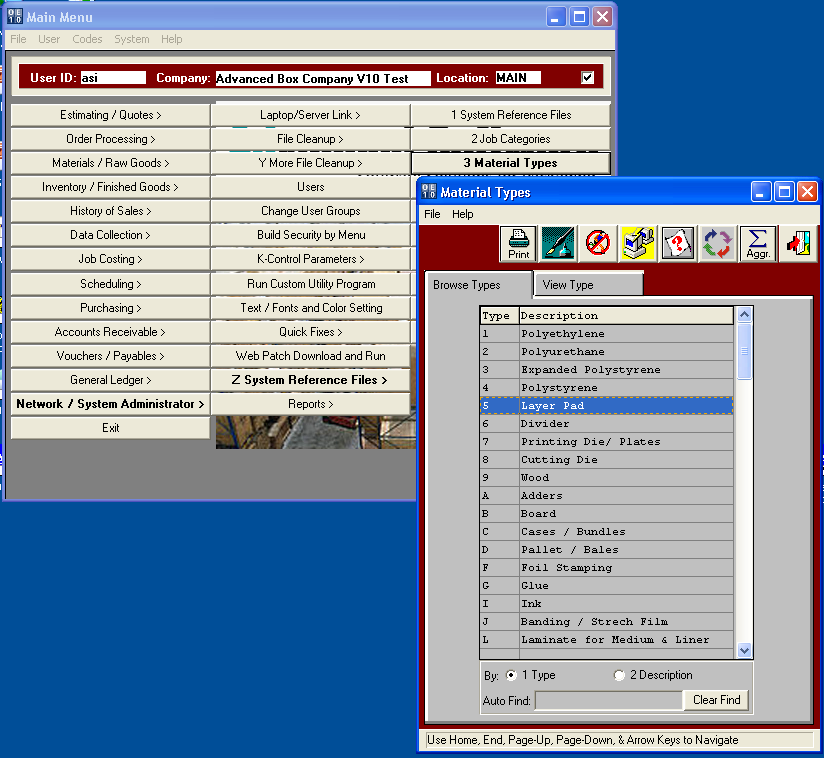 OE
10
Main Menu
File User Codes System Help
User ID: asi Company: Advanced Box Company V10 Test Location: MAIN
Estimating / Quotes >
Order Processing >
Materials / Raw Goods >
Inventory / Finished Goods >
History of Sales >
Data Collection >
Job Costing >
Scheduling >
Purchasing >
Accounts Receivable >
Vouchers / Payables >
General Ledger >
Network / System Administrator >
Exit
Laptop/Server Link >
File Cleanup >
Y More File Cleanup >
Users
Change User Groups
Build Security by Menu
K-Control Parameters >
Run Custom Utility Program
Text / Fonts and Color Setting
Quick Fixes >
Web Patch Download and Run
Z System Reference Files >
Reports >
1 System Reference Files
2 Job Categories
3 Material Types
OE
10
Material Types
File Help
Print
Aggr.
Browse Types View Type
Type Description
1 Polyethylene
2 Polyurethane
3 Expanded Polystyrene
4 Polystyrene
5 Layer Pad
6 Divider
7 Printing Die/ Plates
8 Cutting Die
9 Wood
A Adders
B Board
C Cases / Bundles
D Pallet / Bales
F Foil Stamping
G Glue
I Ink
J Banding / Strech Film
L Laminate for Medium & Liner
By: 1 Type 2 Description
Auto Find: Clear Find
Use Home, End, Page-Up, Page-Down, & Arrow Keys to Navigate